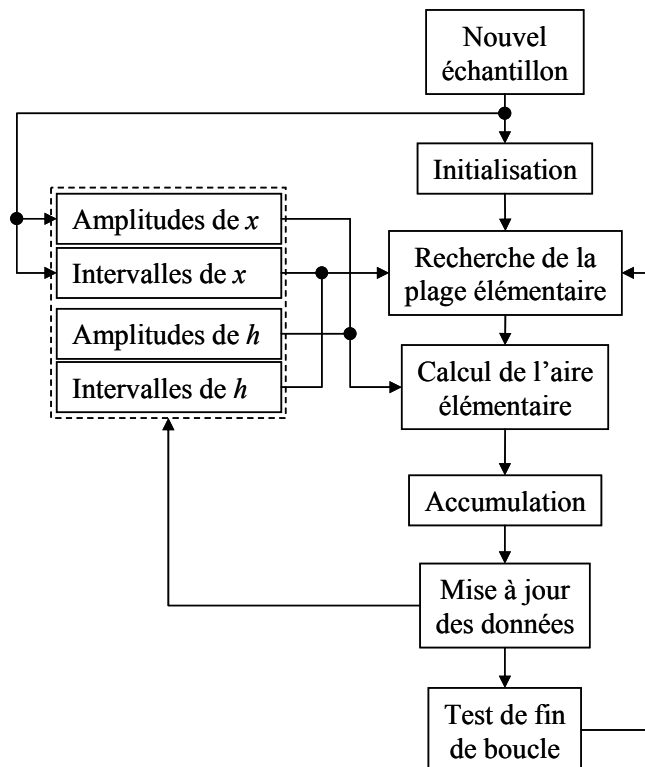 Nouvel
échantillon
Initialisation
Amplitudes de x
Intervalles de x
Amplitudes de h
Intervalles de h
Recherche de la
plage élémentaire
Calcul de l’aire
élémentaire
Accumulation
Mise à jour
des données
Test de fin
de boucle